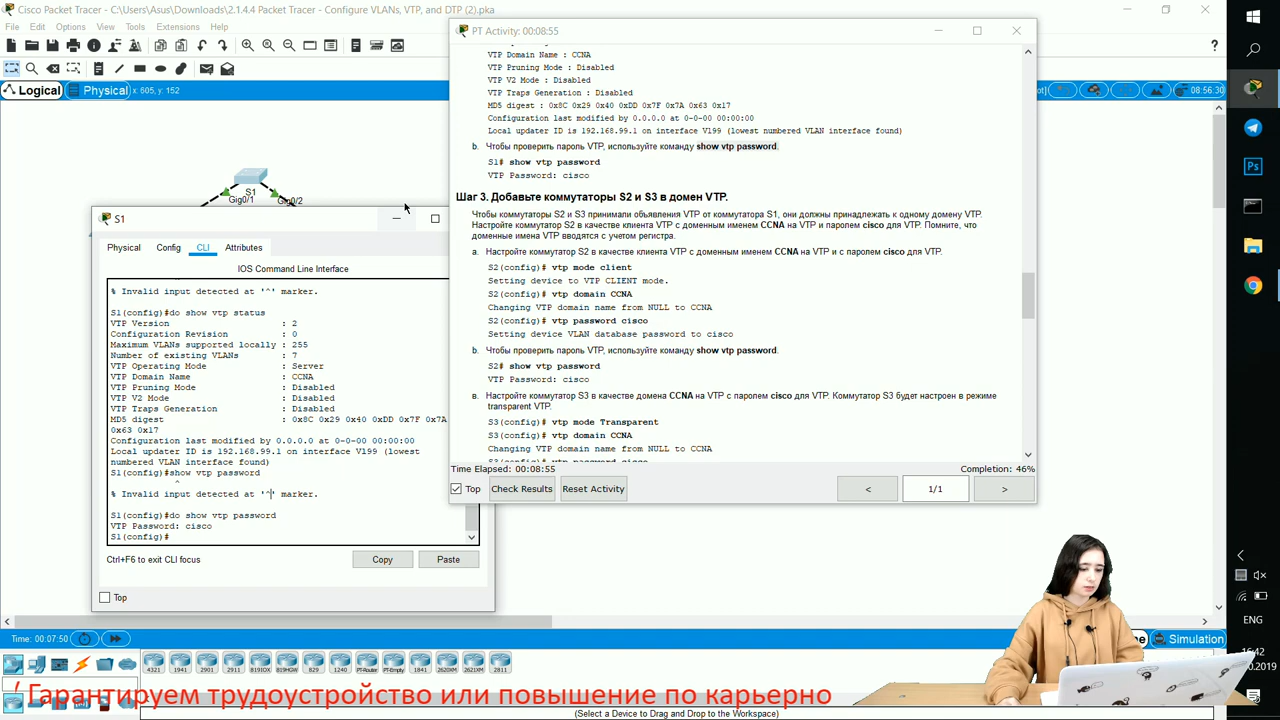 Cisco Packet Tracer - C:\Users\Asus\Downloads\2.1.4.4 Packet Tracer - Configure VLANs, VTP, and DTP (2).pka
File Edit Options View Tools Extensions Help
Logical Physical x: 605, y: 152
08:56:30
S1
Gig0/1 Gig0/2
S1
Physical Config CLI Attributes
IOS Command Line Interface
% Invalid input detected at '^' marker.
S1(config)#do show vtp status
VTP Version : 2
Configuration Revision : 0
Maximum VLANs supported locally : 255
Number of existing VLANs : 7
VTP Operating Mode : Server
VTP Domain Name : CCNA
VTP Pruning Mode : Disabled
VTP V2 Mode : Disabled
VTP Traps Generation : Disabled
MD5 digest : 0x8C 0x29 0x40 0xDD 0x7F 0x7A
0x63 0x17
Configuration last modified by 0.0.0.0 at 0-0-00 00:00:00
Local updater ID is 192.168.99.1 on interface Vl99 (lowest
numbered VLAN interface found)
S1(config)#show vtp password
^
% Invalid input detected at '^' marker.
S1(config)#do show vtp password
VTP Password: cisco
S1(config)#
Ctrl+F6 to exit CLI focus
Copy Paste
Top
PT Activity: 00:08:55
VTP Domain Name : CCNA
VTP Pruning Mode : Disabled
VTP V2 Mode : Disabled
VTP Traps Generation : Disabled
MD5 digest : 0x8C 0x29 0x40 0xDD 0x7F 0x7A 0x63 0x17
Configuration last modified by 0.0.0.0 at 0-0-00 00:00:00
Local updater ID is 192.168.99.1 on interface Vl99 (lowest numbered VLAN interface found)
b. Чтобы проверить пароль VTP, используйте команду show vtp password.
S1# show vtp password
VTP Password: cisco
Шаг 3. Добавьте коммутаторы S2 и S3 в домен VTP.
Чтобы коммутаторы S2 и S3 принимали объявления VTP от коммутатора S1, они должны принадлежать к одному домену VTP.
Настройте коммутатор S2 в качестве клиента VTP с доменным именем CCNA на VTP и паролем cisco для VTP. Помните, что
доменные имена VTP вводятся с учетом регистра.
a. Настройте коммутатор S2 в качестве клиента VTP с доменным именем CCNA на VTP и с паролем cisco для VTP.
S2(config)# vtp mode client
Setting device to VTP CLIENT mode.
S2(config)# vtp domain CCNA
Changing VTP domain name from NULL to CCNA
S2(config)# vtp password cisco
Setting device VLAN database password to cisco
b. Чтобы проверить пароль VTP, используйте команду show vtp password.
S2# show vtp password
VTP Password: cisco
в. Настройте коммутатор S3 в качестве домена CCNA на VTP с паролем cisco для VTP. Коммутатор S3 будет настроен в режиме
transparent VTP.
S3(config)# vtp mode Transparent
S3(config)# vtp domain CCNA
Changing VTP domain name from NULL to CCNA
S3(config)# vtp password cisco
Time Elapsed: 00:08:55 Completion: 46%
Top Check Results Reset Activity < 1/1 >
Time: 00:07:50 Simulation
4321 1941 2901 2911 819IOX 819HGW 829 1240 PT-Router PT-Empty 1841 2620XM 2621XM 2811
(Select a Device to Drag and Drop to the Workspace)
Гарантируем трудоустройство или повышение по карьерно
ENG
16:42